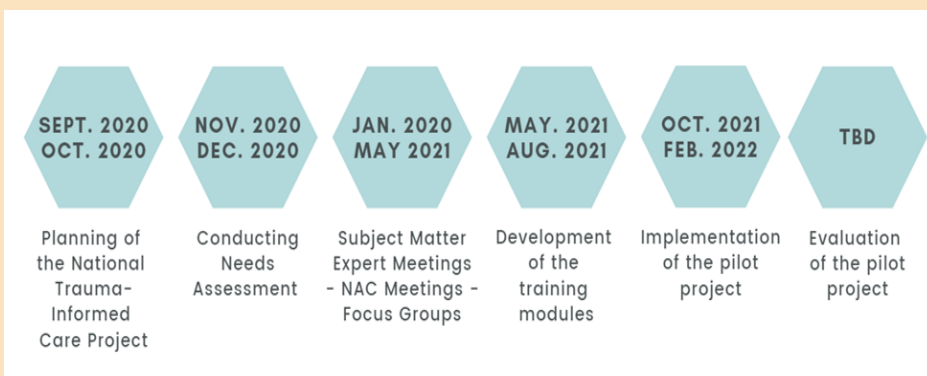 SEPT. 2020
OCT. 2020
Planning of
the National
Trauma-
Informed
Care Project
NOV. 2020
DEC. 2020
Conducting
Needs
Assessment
JAN. 2020
MAY 2021
Subject Matter
Expert Meetings
- NAC Meetings -
Focus Groups
MAY. 2021
AUG. 2021
Development
of the
training
modules
OCT. 2021
FEB. 2022
Implementation
of the pilot
project
TBD
Evaluation
of the pilot
project